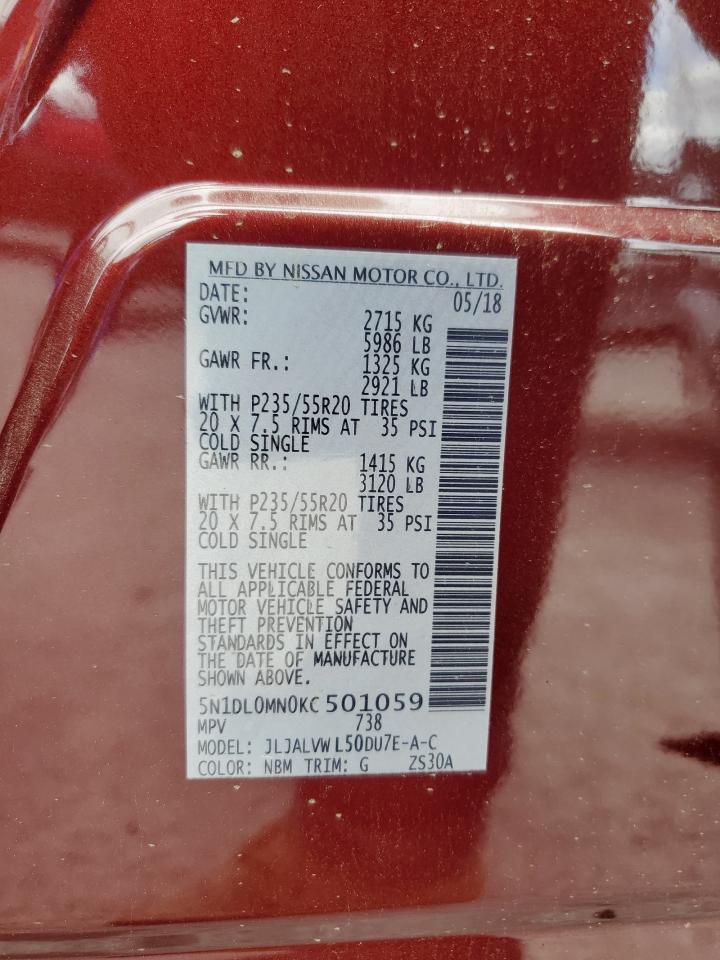 MFD BY NISSAN MOTOR CO., LTD.
DATE: 05/18
GVWR: 2715 KG
5986 LB
GAWR FR.: 1325 KG
2921 LB
WITH P235/55R20 TIRES
20 X 7.5 RIMS AT 35 PSI
COLD SINGLE
GAWR RR.: 1415 KG
3120 LB
WITH P235/55R20 TIRES
20 X 7.5 RIMS AT 35 PSI
COLD SINGLE
THIS VEHICLE CONFORMS TO
ALL APPLICABLE FEDERAL
MOTOR VEHICLE SAFETY AND
THEFT PREVENTION
STANDARDS IN EFFECT ON
THE DATE OF MANUFACTURE
SHOWN ABOVE.
5N1DL0MN0KC501059
MPV 738
MODEL: JLJALVWL50DU7E-A-C
COLOR: NBM TRIM: G ZS30A